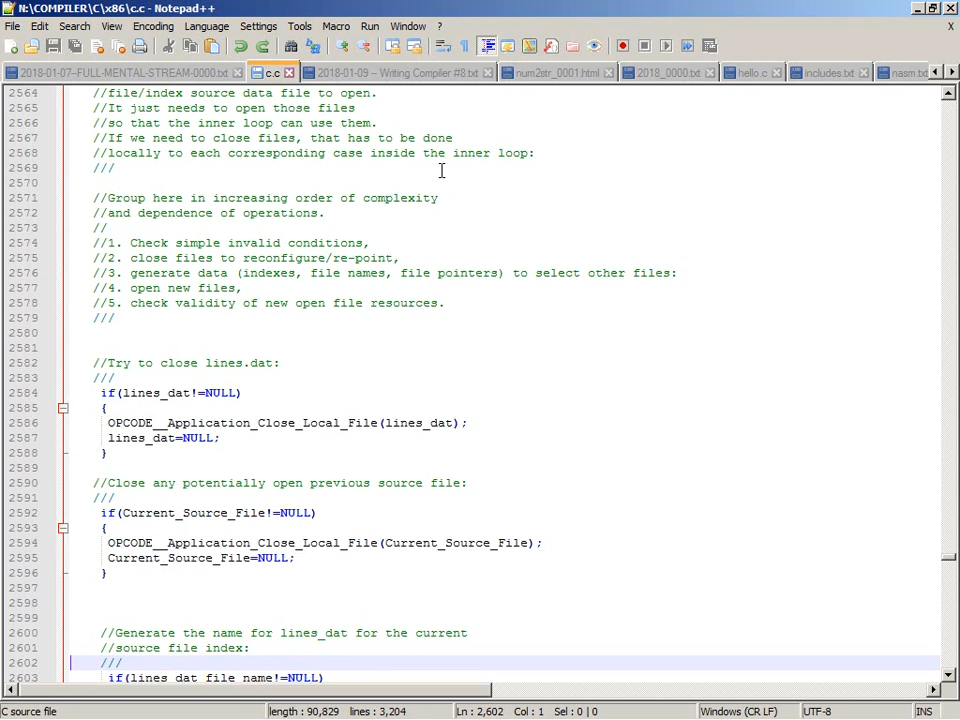 N:\COMPILER\C\x86\c.c - Notepad++
File Edit Search View Encoding Language Settings Tools Macro Run Window ? X
2018-01-07-FULL-MENTAL-STREAM-0000.txt c.c 2018-01-09 -- Writing Compiler #8.txt num2str_0001.html 2018_0000.txt hello.c includes.txt nasm.txt
2564 //file/index source data file to open.
2565 //It just needs to open those files
2566 //so that the inner loop can use them.
2567 //If we need to close files, that has to be done
2568 //locally to each corresponding case inside the inner loop:
2569 ///
2570
2571 //Group here in increasing order of complexity
2572 //and dependence of operations.
2573 //
2574 //1. Check simple invalid conditions,
2575 //2. close files to reconfigure/re-point,
2576 //3. generate data (indexes, file names, file pointers) to select other files:
2577 //4. open new files,
2578 //5. check validity of new open file resources.
2579 ///
2580
2581
2582 //Try to close lines.dat:
2583 ///
2584 if(lines_dat!=NULL)
2585 {
2586 OPCODE__Application_Close_Local_File(lines_dat);
2587 lines_dat=NULL;
2588 }
2589
2590 //Close any potentially open previous source file:
2591 ///
2592 if(Current_Source_File!=NULL)
2593 {
2594 OPCODE__Application_Close_Local_File(Current_Source_File);
2595 Current_Source_File=NULL;
2596 }
2597
2598
2599
2600 //Generate the name for lines_dat for the current
2601 //source file index:
2602 ///
2603 if(lines_dat_file_name!=NULL)
C source file length : 90,829 lines : 3,204 Ln : 2,602 Col : 1 Sel : 0 | 0 Windows (CR LF) UTF-8 INS